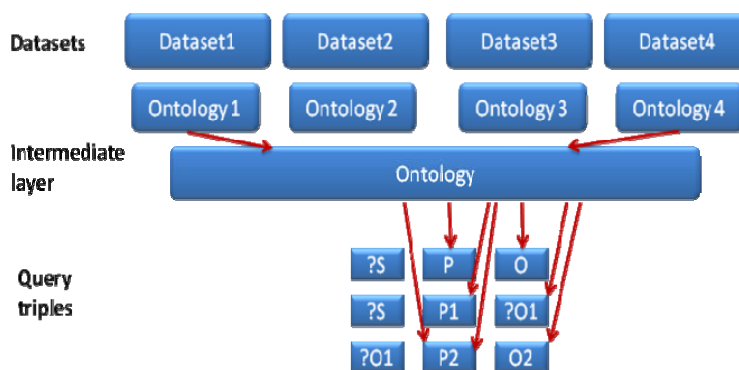 Datasets Dataset1 Dataset2 Dataset3 Dataset4
Ontology 1 Ontology 2 Ontology 3 Ontology 4
Intermediate
layer
Ontology
Query
triples
?S P O
?S P1 ?O1
?O1 P2 O2